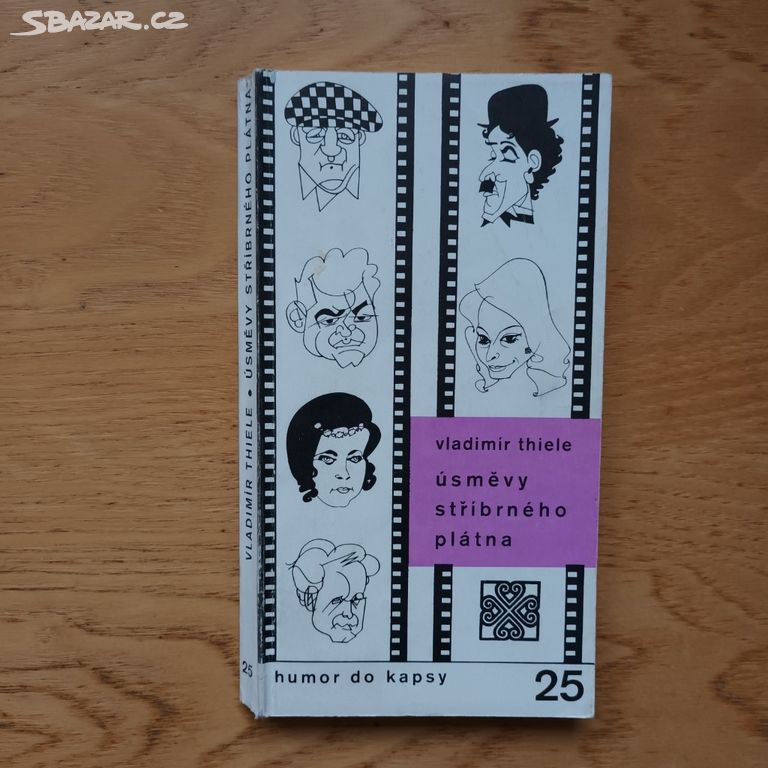 SBAZAR.CZ
VLADIMÍR THIELE • ÚSMĚVY STŘÍBRNÉHO PLÁTNA
25
vladimír thiele
úsměvy
stříbrného
plátna
humor do kapsy
25